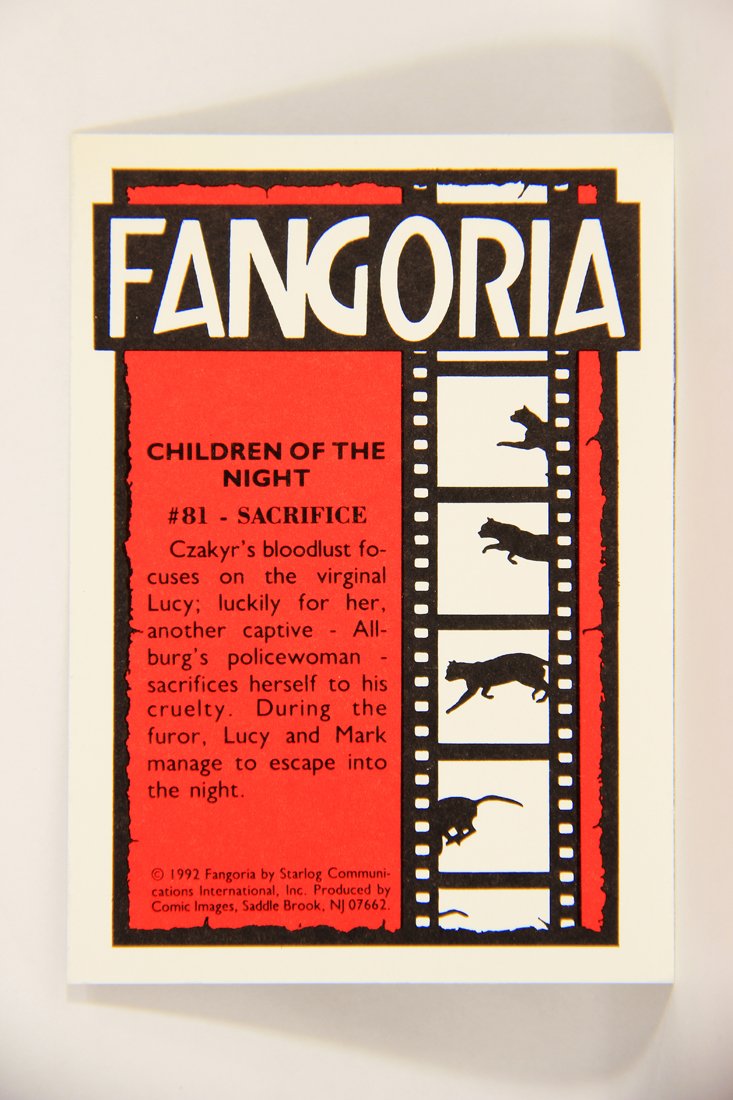 FANGORIA
CHILDREN OF THE
NIGHT
#81 - SACRIFICE
Czakyr's bloodlust fo-
cuses on the virginal
Lucy; luckily for her,
another captive - All-
burg's policewoman -
sacrifices herself to his
cruelty. During the
furor, Lucy and Mark
manage to escape into
the night.
© 1992 Fangoria by Starlog Communi-
cations International, Inc. Produced by
Comic Images, Saddle Brook, NJ 07662.